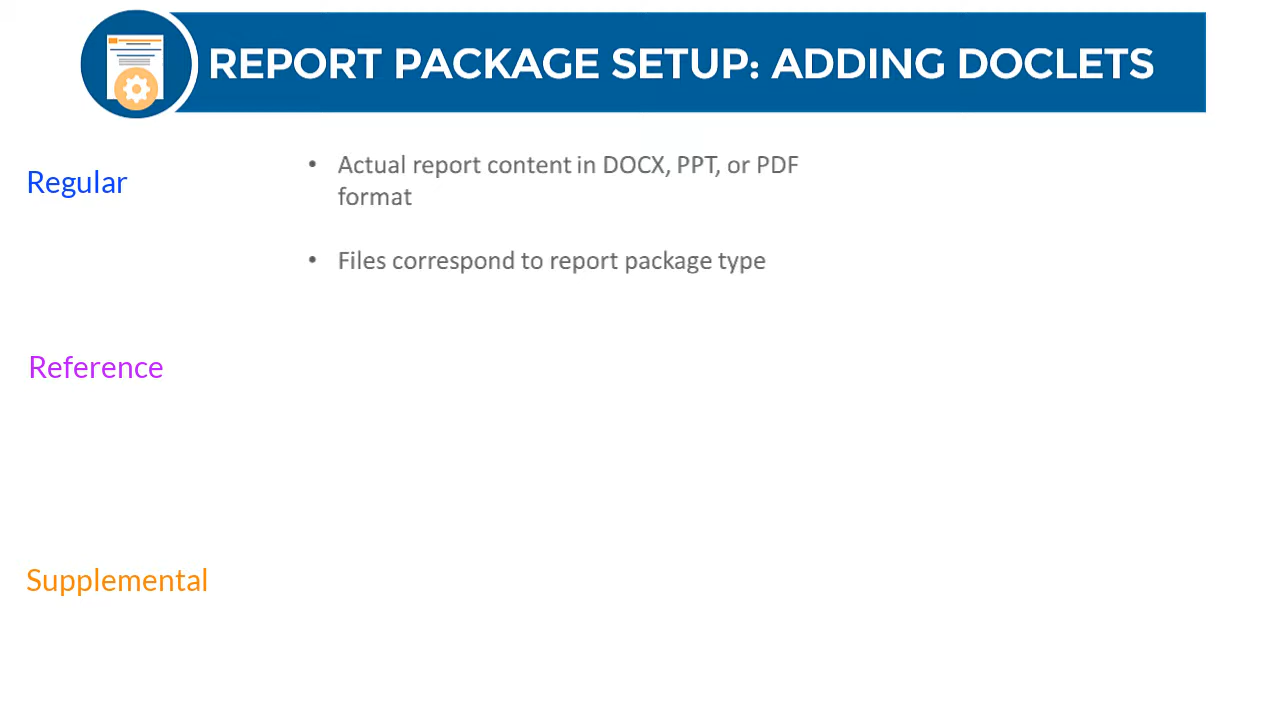 REPORT PACKAGE SETUP: ADDING DOCLETS
Regular
• Actual report content in DOCX, PPT, or PDF
format
• Files correspond to report package type
Reference
Supplemental